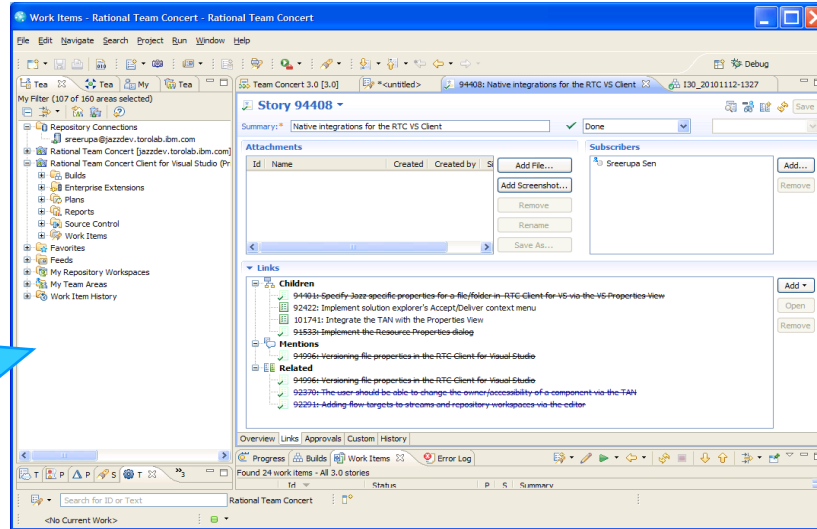 Work Items - Rational Team Concert - Rational Team Concert
File Edit Navigate Search Project Run Window Help
Debug
Tea Tea My Tea
Team Concert 3.0 [3.0] *<untitled> 94408: Native integrations for the RTC VS Client I30_20101112-1327
My Filter (107 of 160 areas selected)
Repository Connections
sreerupa@jazzdev.torolab.ibm.com
Rational Team Concert [jazzdev.torolab.ibm.com]
Rational Team Concert Client for Visual Studio (Pr
Builds
Enterprise Extensions
Plans
Reports
Source Control
Work Items
Favorites
Feeds
My Repository Workspaces
My Team Areas
Work Item History
Story 94408
Save
Summary:* Native integrations for the RTC VS Client Done
Attachments
Id Name Created Created by
Add File...
Add Screenshot...
Remove
Rename
Save As...
Subscribers
Sreerupa Sen
Add...
Remove
Links
Children
94401: Specify Jazz specific properties for a file/folder in RTC Client for VS via the VS Properties View
92422: Implement solution explorer's Accept/Deliver context menu
101741: Integrate the TAN with the Properties View
91533: Implement the Resource Properties dialog
Mentions
94996: Versioning file properties in the RTC Client for Visual Studio
Related
94996: Versioning file properties in the RTC Client for Visual Studio
92370: The user should be able to change the owner/accessibility of a component via the TAN
92291: Adding flow targets to streams and repository workspaces via the editor
Add
Open
Remove
Overview Links Approvals Custom History
Progress Builds Work Items Error Log
Found 24 work items - All 3.0 stories
Id Status P S Summary
T P P S T »3
Search for ID or Text
Rational Team Concert
<No Current Work>